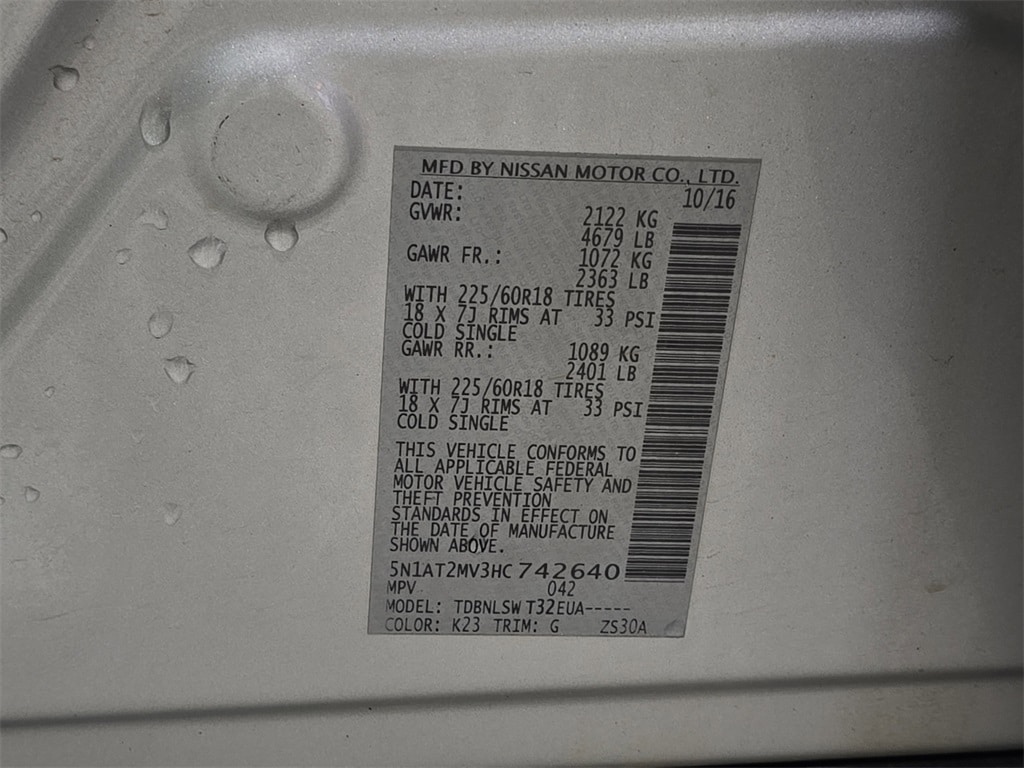 MFD BY NISSAN MOTOR CO., LTD.
DATE: 10/16
GVWR: 2122 KG
4679 LB
GAWR FR.: 1072 KG
2363 LB
WITH 225/60R18 TIRES
18 X 7J RIMS AT 33 PSI
COLD SINGLE
GAWR RR.: 1089 KG
2401 LB
WITH 225/60R18 TIRES
18 X 7J RIMS AT 33 PSI
COLD SINGLE
THIS VEHICLE CONFORMS TO
ALL APPLICABLE FEDERAL
MOTOR VEHICLE SAFETY AND
THEFT PREVENTION
STANDARDS IN EFFECT ON
THE DATE OF MANUFACTURE
SHOWN ABOVE.
5N1AT2MV3HC742640
MPV 042
MODEL: TDBNLSW T32EUA-----
COLOR: K23 TRIM: G ZS30A